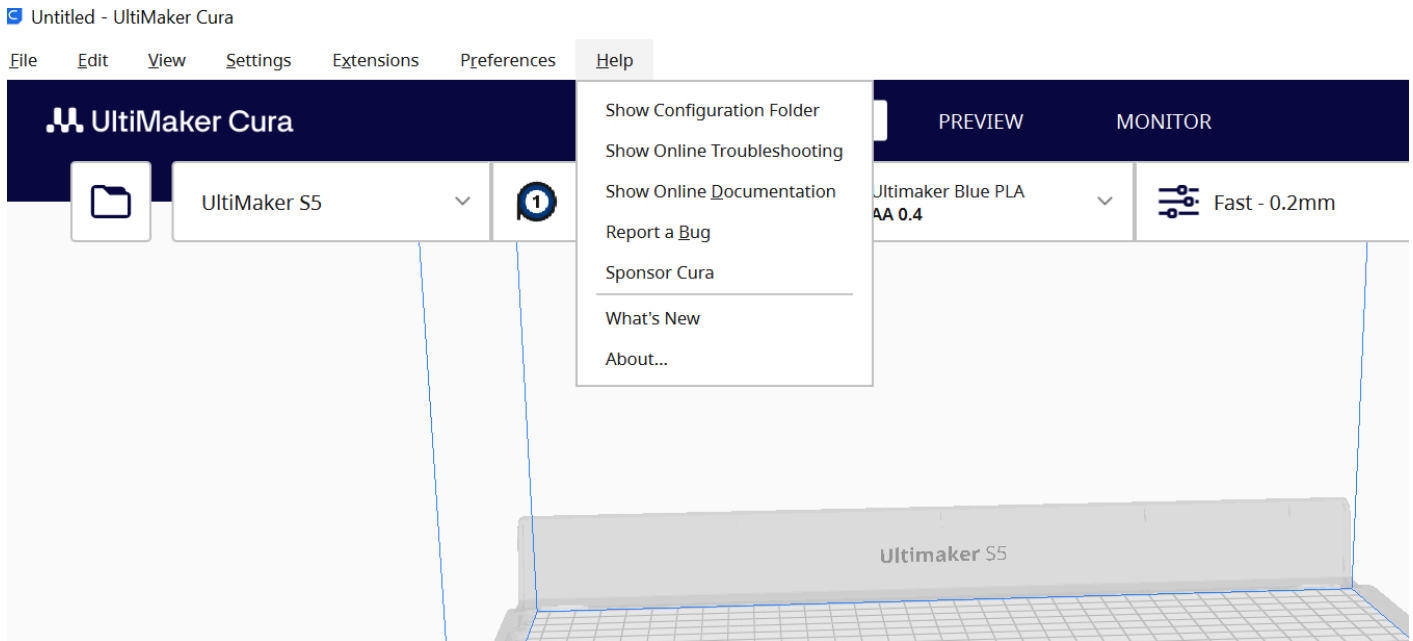 Untitled - UltiMaker Cura
File Edit View Settings Extensions Preferences Help
UltiMaker Cura
PREVIEW MONITOR
Show Configuration Folder
Show Online Troubleshooting
Show Online Documentation
Report a Bug
Sponsor Cura
What's New
About...
UltiMaker S5
1
Ultimaker Blue PLA
AA 0.4
Fast - 0.2mm
Ultimaker S5